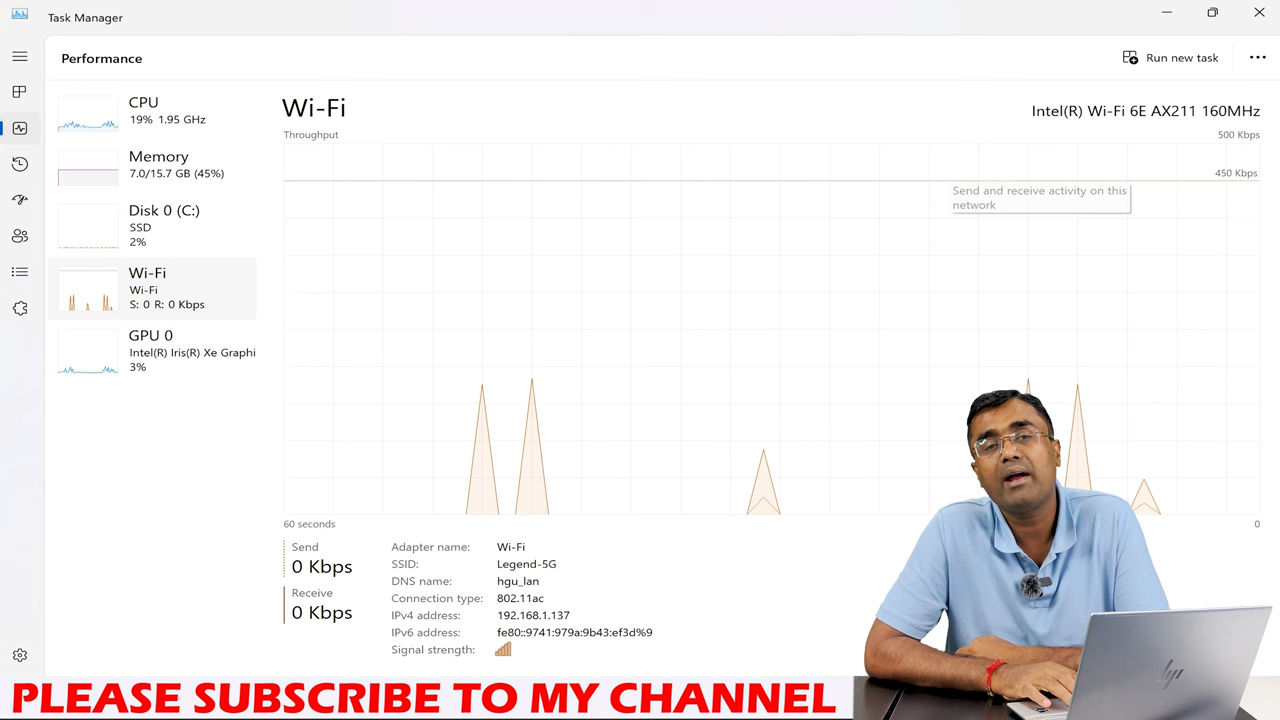 Task Manager
Performance
Run new task
CPU
19% 1.95 GHz
Memory
7.0/15.7 GB (45%)
Disk 0 (C:)
SSD
2%
Wi-Fi
Wi-Fi
S: 0 R: 0 Kbps
GPU 0
Intel(R) Iris(R) Xe Graphi
3%
Wi-Fi
Intel(R) Wi-Fi 6E AX211 160MHz
Throughput
500 Kbps
450 Kbps
Send and receive activity on this
network
60 seconds
0
Send
0 Kbps
Receive
0 Kbps
Adapter name: Wi-Fi
SSID: Legend-5G
DNS name: hgu_lan
Connection type: 802.11ac
IPv4 address: 192.168.1.137
IPv6 address: fe80::9741:979a:9b43:ef3d%9
Signal strength:
hp
PLEASE SUBSCRIBE TO MY CHANNEL